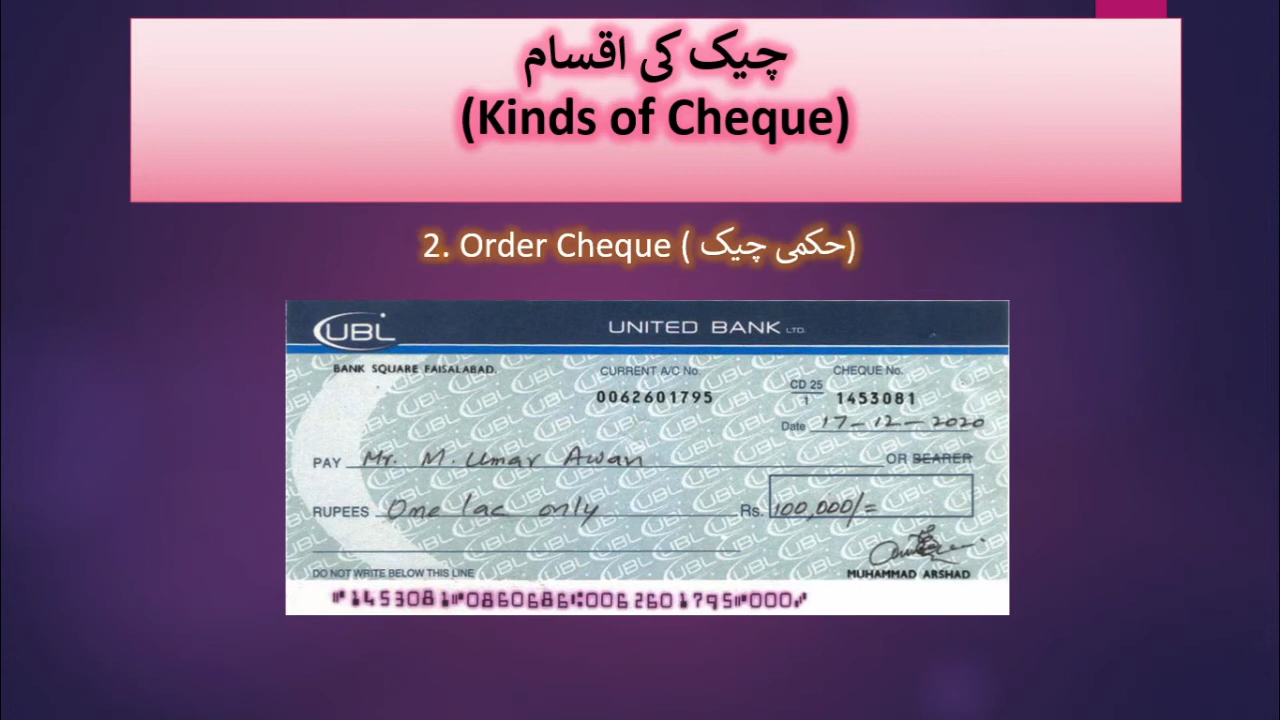 چیک کی اقسام
(Kinds of Cheque)
2. Order Cheque ( حکمی چیک)
UBL UNITED BANK LTD.
BANK SQUARE FAISALABAD. CURRENT A/C No. CHEQUE No.
0062601795 CD 25 1 1453081
Date 17-12-2020
PAY Mr. M. Umar Awan OR BEARER
RUPEES One lac only Rs. 100,000/=
MUHAMMAD ARSHAD
DO NOT WRITE BELOW THIS LINE
⑈1453081⑈0860686⑆0062601795⑈000⑇